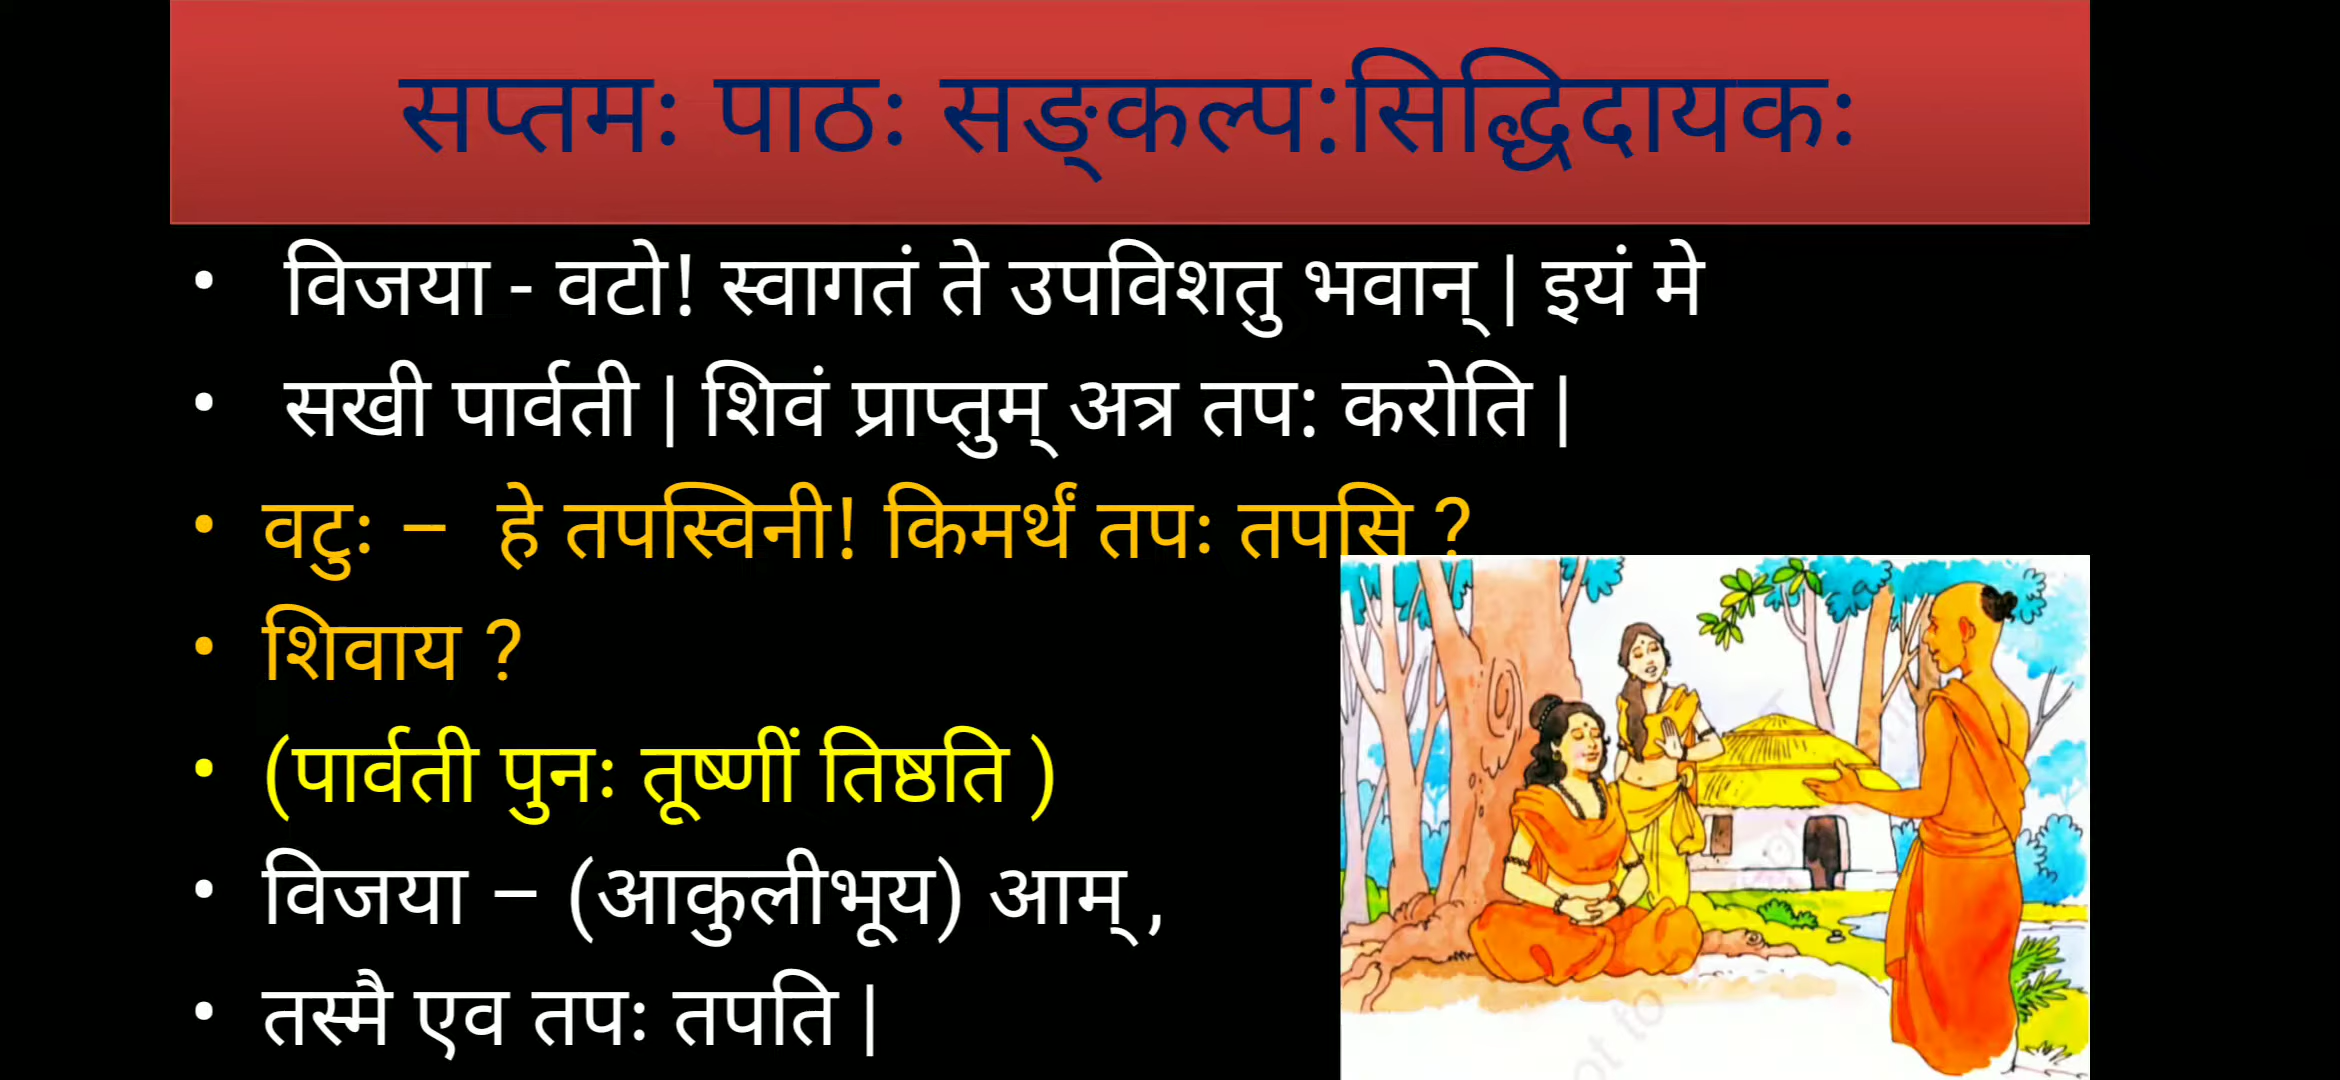 सप्तमः पाठः सङ्कल्प:सिद्धिदायकः
• विजया - वटो! स्वागतं ते उपविशतु भवान् | इयं मे
• सखी पार्वती | शिवं प्राप्तुम् अत्र तप: करोति |
• वटुः – हे तपस्विनी! किमर्थं तपः तपसि ?
• शिवाय ?
• (पार्वती पुनः तूष्णीं तिष्ठति )
• विजया – (आकुलीभूय) आम् ,
• तस्मै एव तपः तपति |